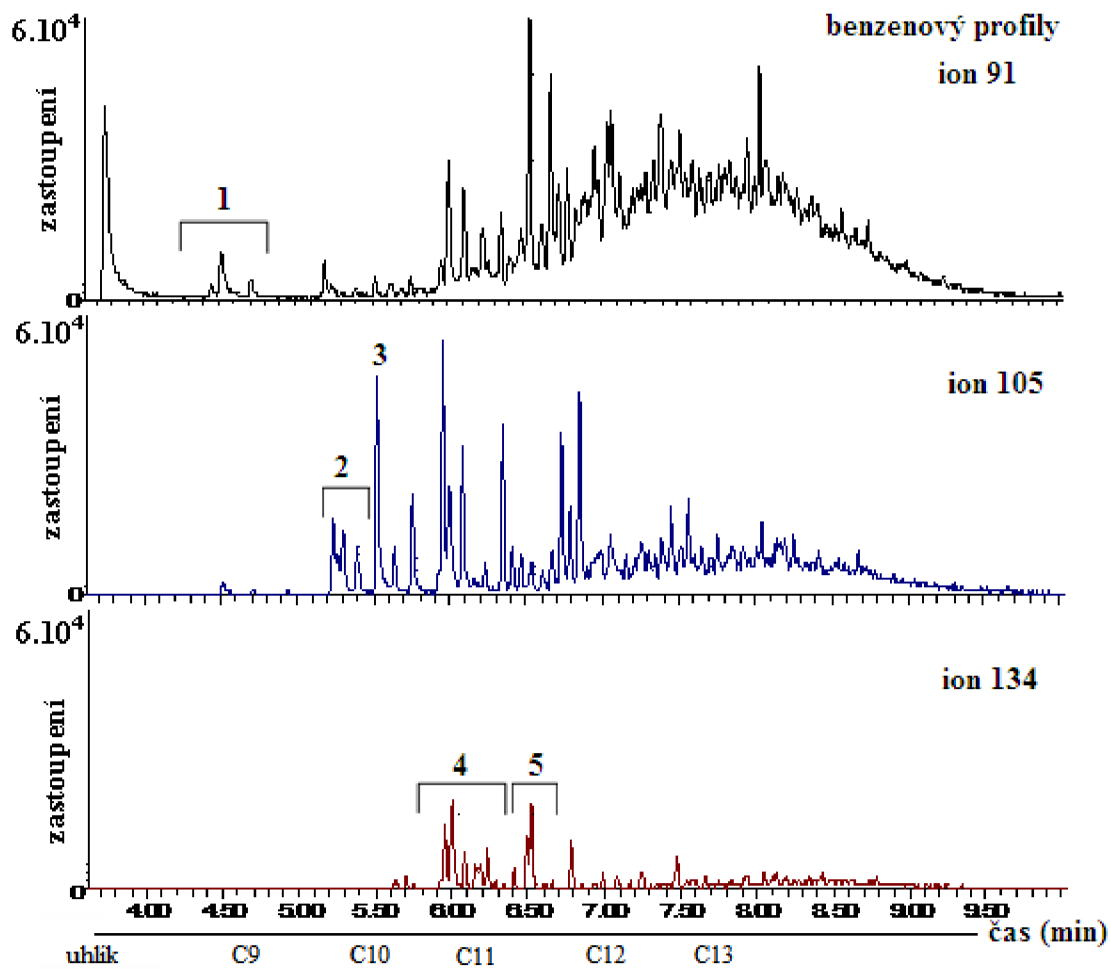 6.10⁴
benzenový profily
ion 91
zastoupení
1
0
6.10⁴
ion 105
zastoupení
3
2
0
6.10⁴
ion 134
zastoupení
4 5
0
4.00 4.50 5.00 5.50 6.00 6.50 7.00 7.50 8.00 8.50 9.00 9.50
čas (min)
uhlik C9 C10 C11 C12 C13